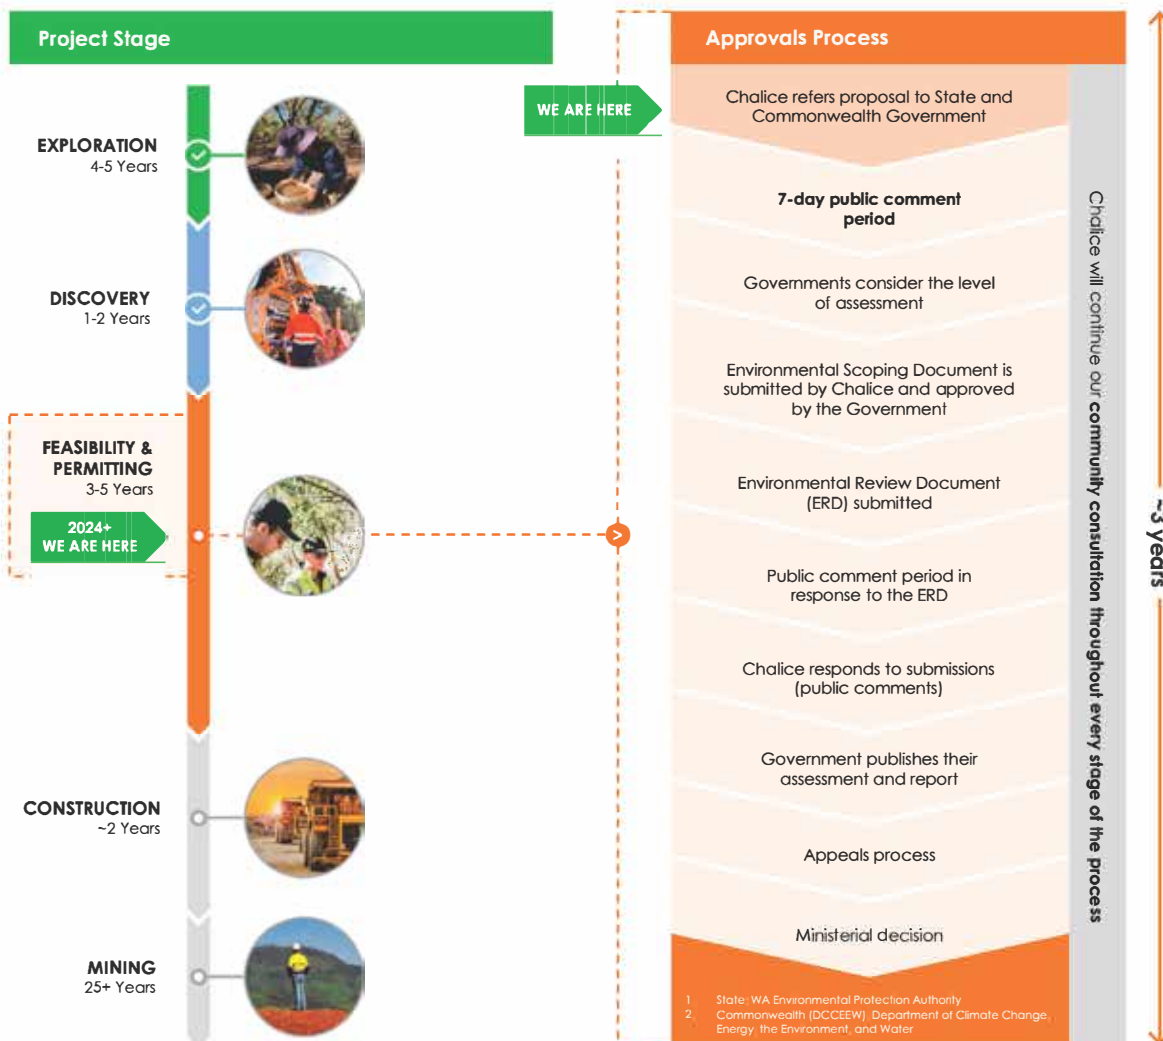 Project Stage
EXPLORATION
4-5 Years
DISCOVERY
1-2 Years
FEASIBILITY &
PERMITTING
3-5 Years
2024+
WE ARE HERE
CONSTRUCTION
~2 Years
MINING
25+ Years
WE ARE HERE
Approvals Process
Chalice refers proposal to State and
Commonwealth Government
7-day public comment
period
Governments consider the level
of assessment
Environmental Scoping Document is
submitted by Chalice and approved
by the Government
Environmental Review Document
(ERD) submitted
Public comment period in
response to the ERD
Chalice responds to submissions
(public comments)
Government publishes their
assessment and report
Appeals process
Ministerial decision
1 State: WA Environmental Protection Authority
2. Commonwealth (DCCEEW) Department of Climate Change,
Energy, the Environment, and Water
Chalice will continue our community consultation throughout every stage of the process
~3 years